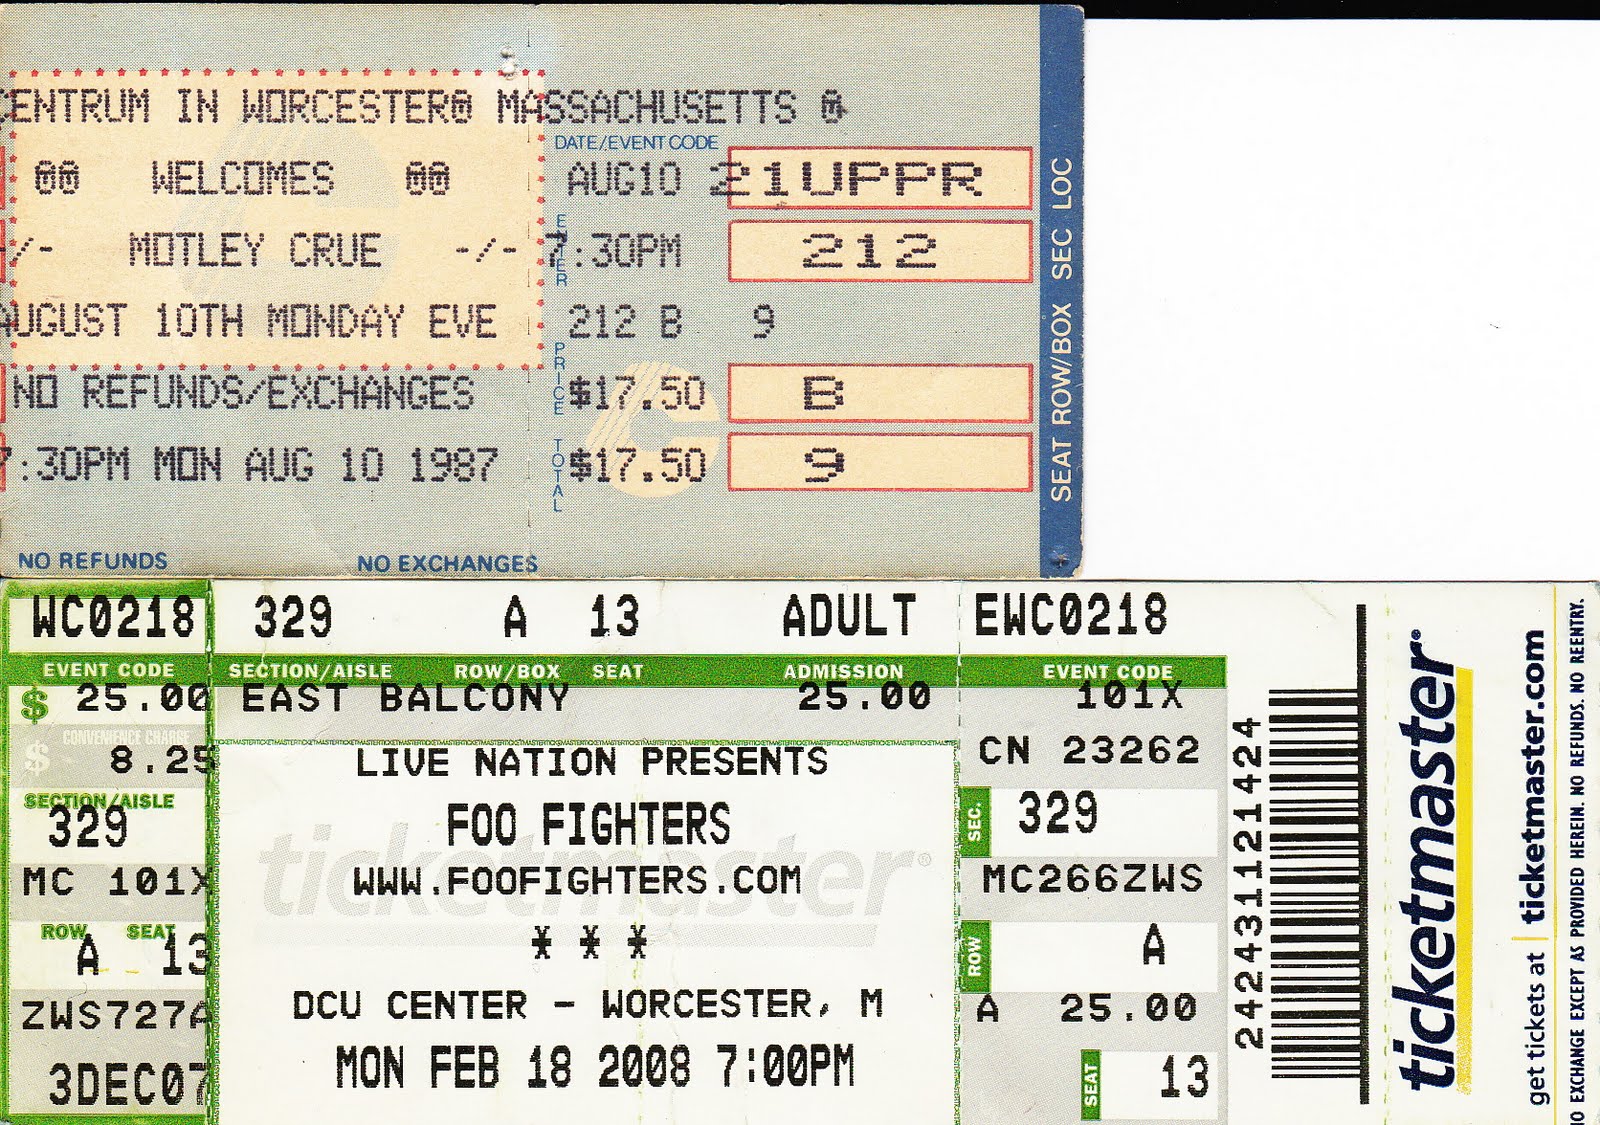 CENTRUM IN WORCESTER@ MASSACHUSETTS @
DATE/EVENT CODE
@@ WELCOMES @@ AUG10 21UPPR
-/- MOTLEY CRUE -/- 7:30PM 212
ENTER
AUGUST 10TH MONDAY EVE 212 B 9
PRICE
NO REFUNDS/EXCHANGES $17.50 B
7:30PM MON AUG 10 1987 $17.50 9
TOTAL
NO REFUNDS NO EXCHANGES
SEAT ROW/BOX SEC LOC
WC0218 329 A 13 ADULT EWC0218
EVENT CODE SECTION/AISLE ROW/BOX SEAT ADMISSION EVENT CODE
$ 25.00 EAST BALCONY 25.00 101X
CONVENIENCE CHARGE
$ 8.25 LIVE NATION PRESENTS CN 23262
SECTION/AISLE
329 FOO FIGHTERS SEC. 329
MC 101X WWW.FOOFIGHTERS.COM MC266ZWS
ticketmaster®
ROW SEAT
A 13 * * * ROW A
ZWS727A DCU CENTER - WORCESTER, M A 25.00
3DEC07 MON FEB 18 2008 7:00PM SEAT 13
242431121424
ticketmaster®
get tickets at | ticketmaster.com
NO EXCHANGE EXCEPT AS PROVIDED HEREIN. NO REFUNDS. NO REENTRY.